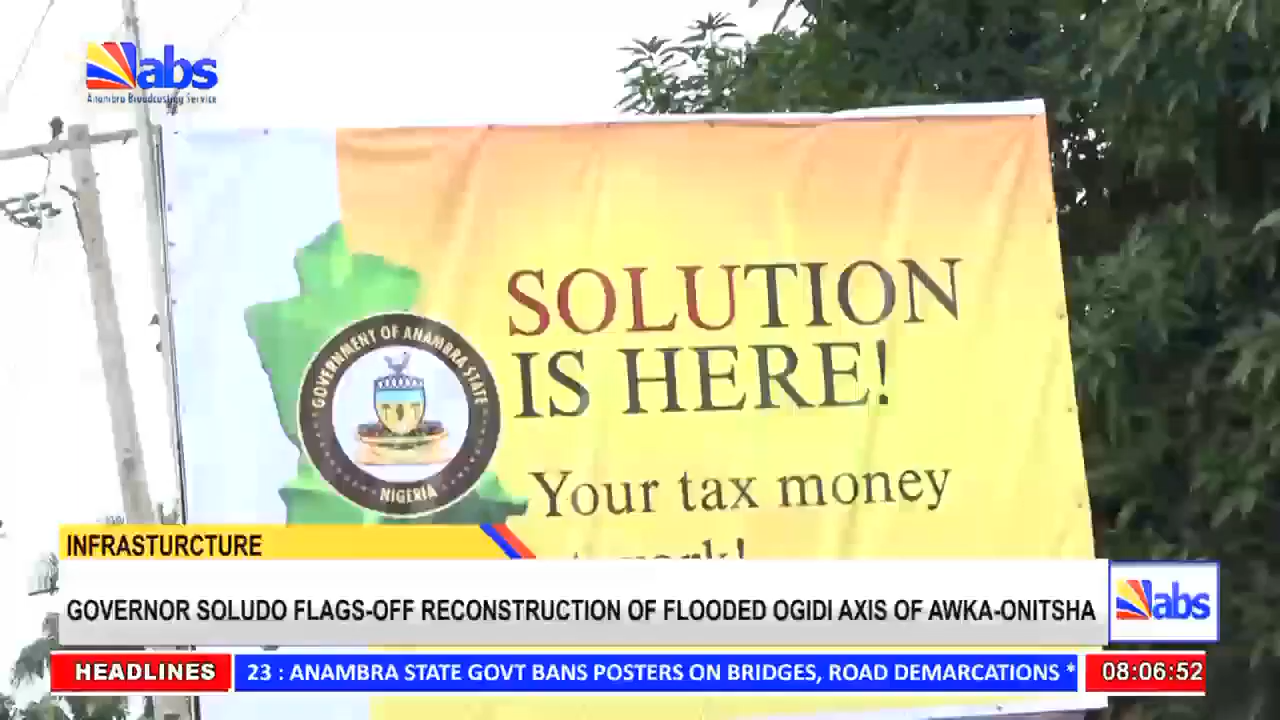 abs
Anambra Broadcasting Service
SOLUTION
IS HERE!
GOVERNMENT OF ANAMBRA STATE
NIGERIA
Your tax money
work!
INFRASTURCTURE
GOVERNOR SOLUDO FLAGS-OFF RECONSTRUCTION OF FLOODED OGIDI AXIS OF AWKA-ONITSHA
abs
HEADLINES
23 : ANAMBRA STATE GOVT BANS POSTERS ON BRIDGES, ROAD DEMARCATIONS *
08:06:52